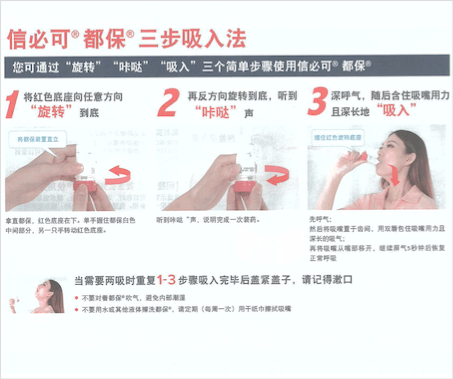 信必可® 都保® 三步吸入法
您可通过“旋转” “咔哒” “吸入”三个简单步骤使用信必可® 都保®
1 将红色底座向任意方向
“旋转” 到底
2 再反方向旋转到底，听到
“咔哒” 声
3 深呼气，随后含住吸嘴用力
且深长地 “吸入”
将都保竖直立
握住红色旋转底座
拿直都保，红色底座在下。单手握住都保白色
中间部分，另一只手转动红色底座。
听到咔哒“声，说明完成一次装药。
先呼气；
然后将吸嘴置于齿间，用双唇包住吸嘴用力且
深长的吸气；
再将吸嘴从嘴部移开，继续屏气5秒钟后恢复
正常呼吸
当需要两吸时重复1-3 步骤吸入完毕后盖紧盖子，请记得漱口
不要对着都保®吹气，避免内部潮湿
不要用水或其他液体擦洗都保®，请定期（每周一次）用干纸巾擦拭吸嘴